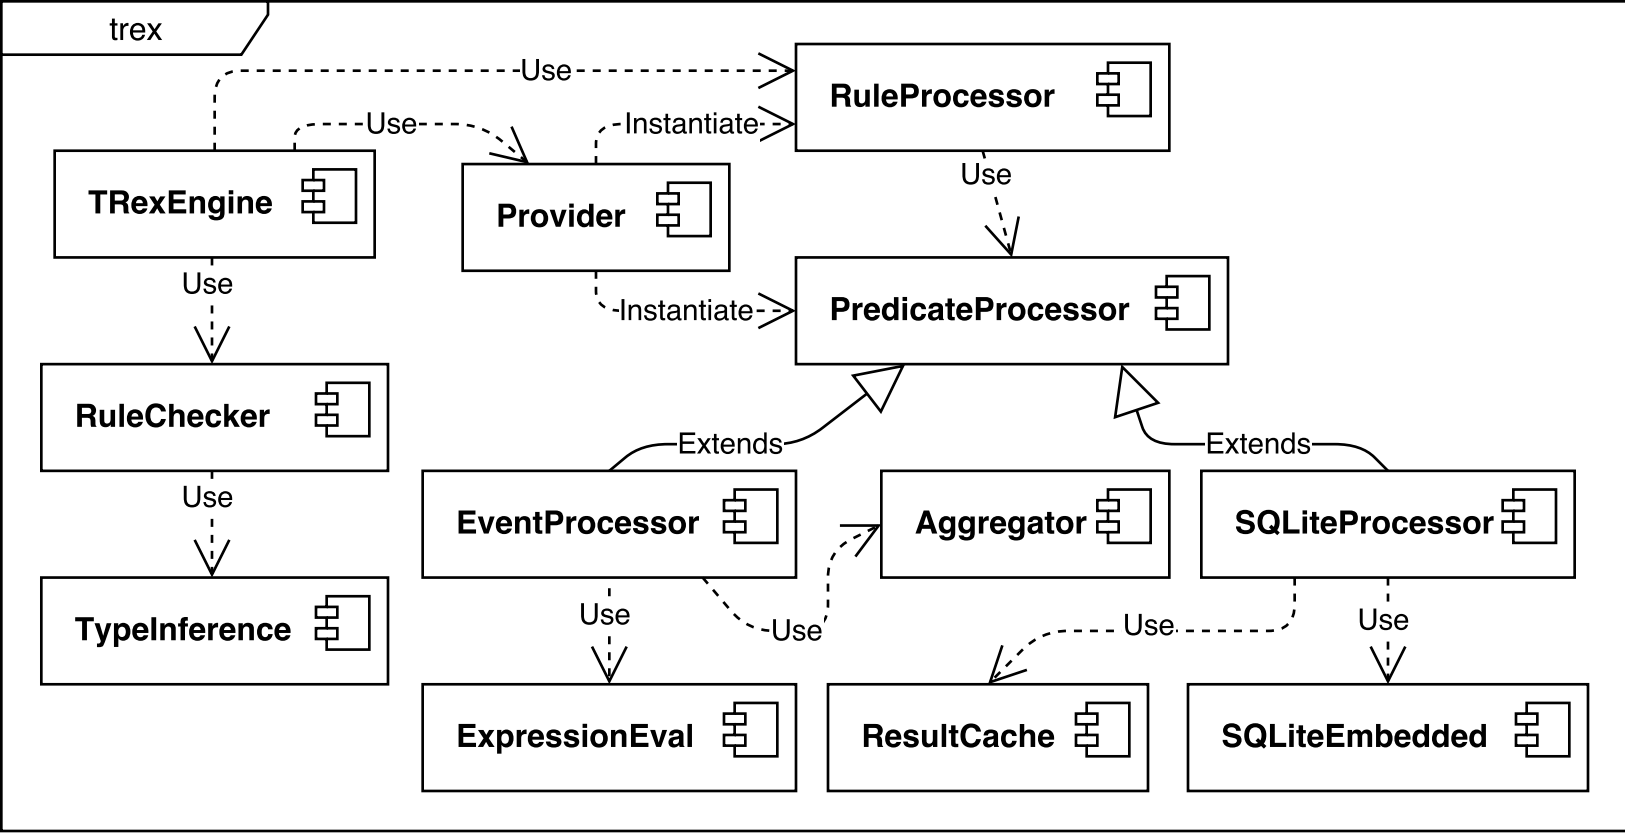 trex
Use
RuleProcessor
Use
Instantiate
TRexEngine
Provider
Use
Use
Instantiate
PredicateProcessor
RuleChecker
Extends
Extends
Use
EventProcessor
Aggregator
SQLiteProcessor
TypeInference
Use
Use
Use
Use
ExpressionEval
ResultCache
SQLiteEmbedded